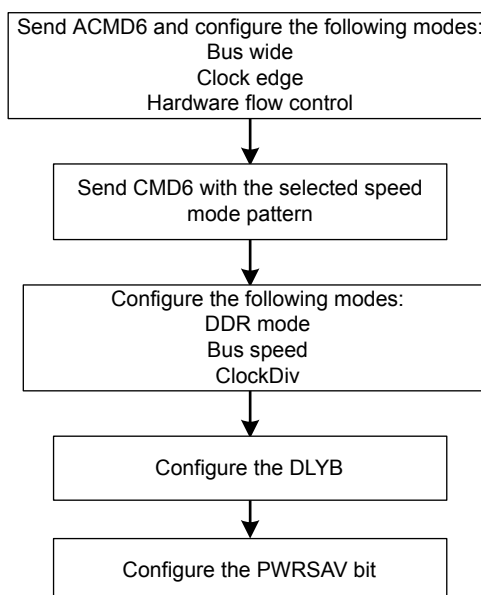 Send ACMD6 and configure the following modes:
Bus wide
Clock edge
Hardware flow control
Send CMD6 with the selected speed
mode pattern
Configure the following modes:
DDR mode
Bus speed
ClockDiv
Configure the DLYB
Configure the PWRSAV bit